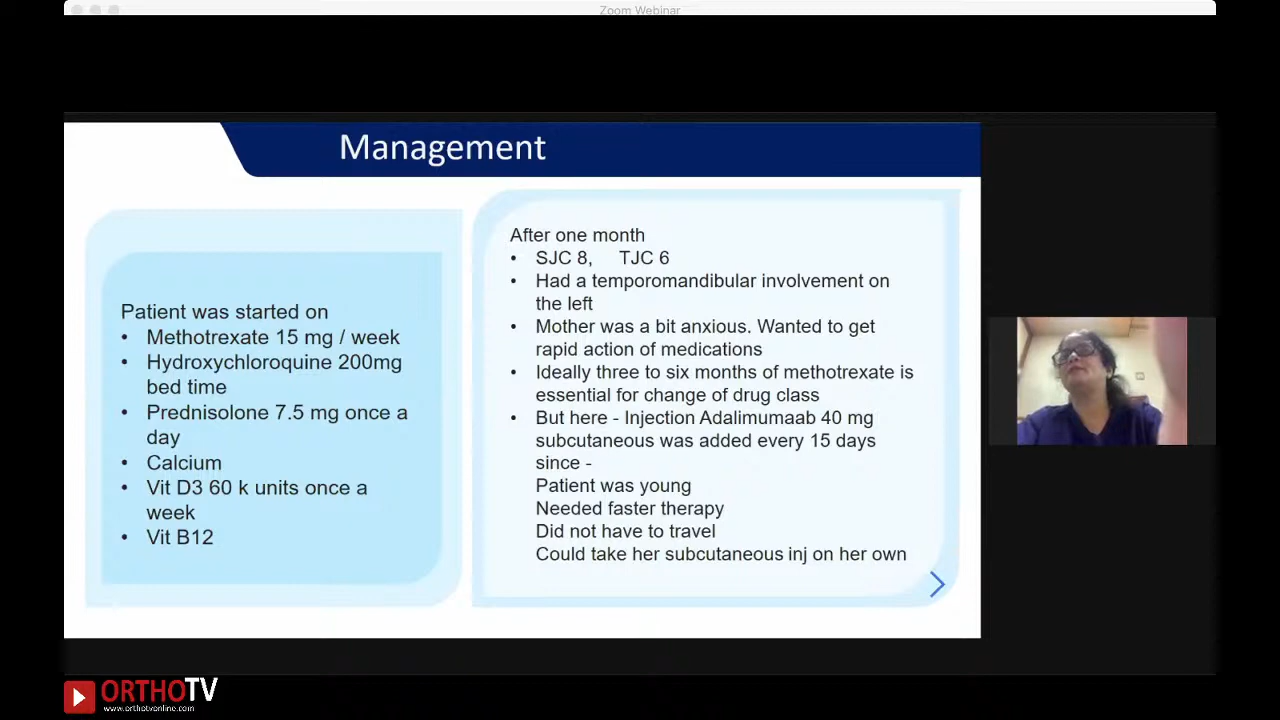 Zoom Webinar
Management
Patient was started on
• Methotrexate 15 mg / week
• Hydroxychloroquine 200mg
bed time
• Prednisolone 7.5 mg once a
day
• Calcium
• Vit D3 60 k units once a
week
• Vit B12
After one month
• SJC 8, TJC 6
• Had a temporomandibular involvement on
the left
• Mother was a bit anxious. Wanted to get
rapid action of medications
• Ideally three to six months of methotrexate is
essential for change of drug class
• But here - Injection Adalimumaab 40 mg
subcutaneous was added every 15 days
since -
Patient was young
Needed faster therapy
Did not have to travel
Could take her subcutaneous inj on her own
ORTHOTV
www.orthotvonline.com